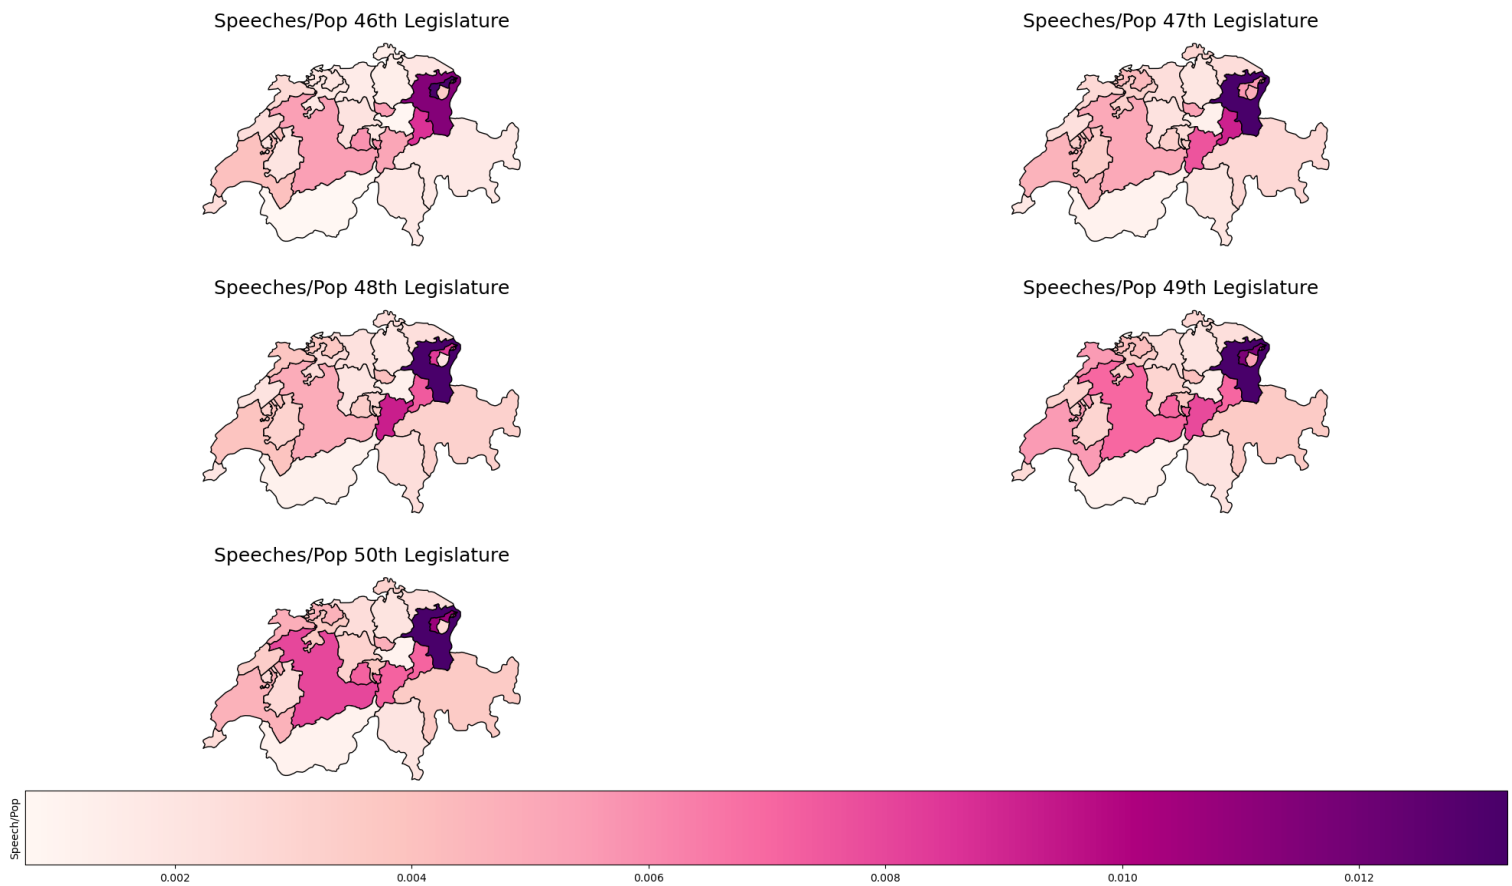 Speeches/Pop 46th Legislature
Speeches/Pop 47th Legislature
Speeches/Pop 48th Legislature
Speeches/Pop 49th Legislature
Speeches/Pop 50th Legislature
Speech/Pop
0.002
0.004
0.006
0.008
0.010
0.012